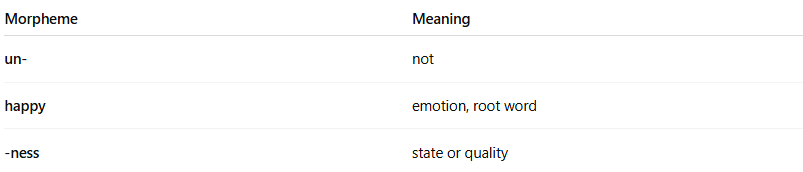 Morpheme Meaning
un- not
happy emotion, root word
-ness state or quality